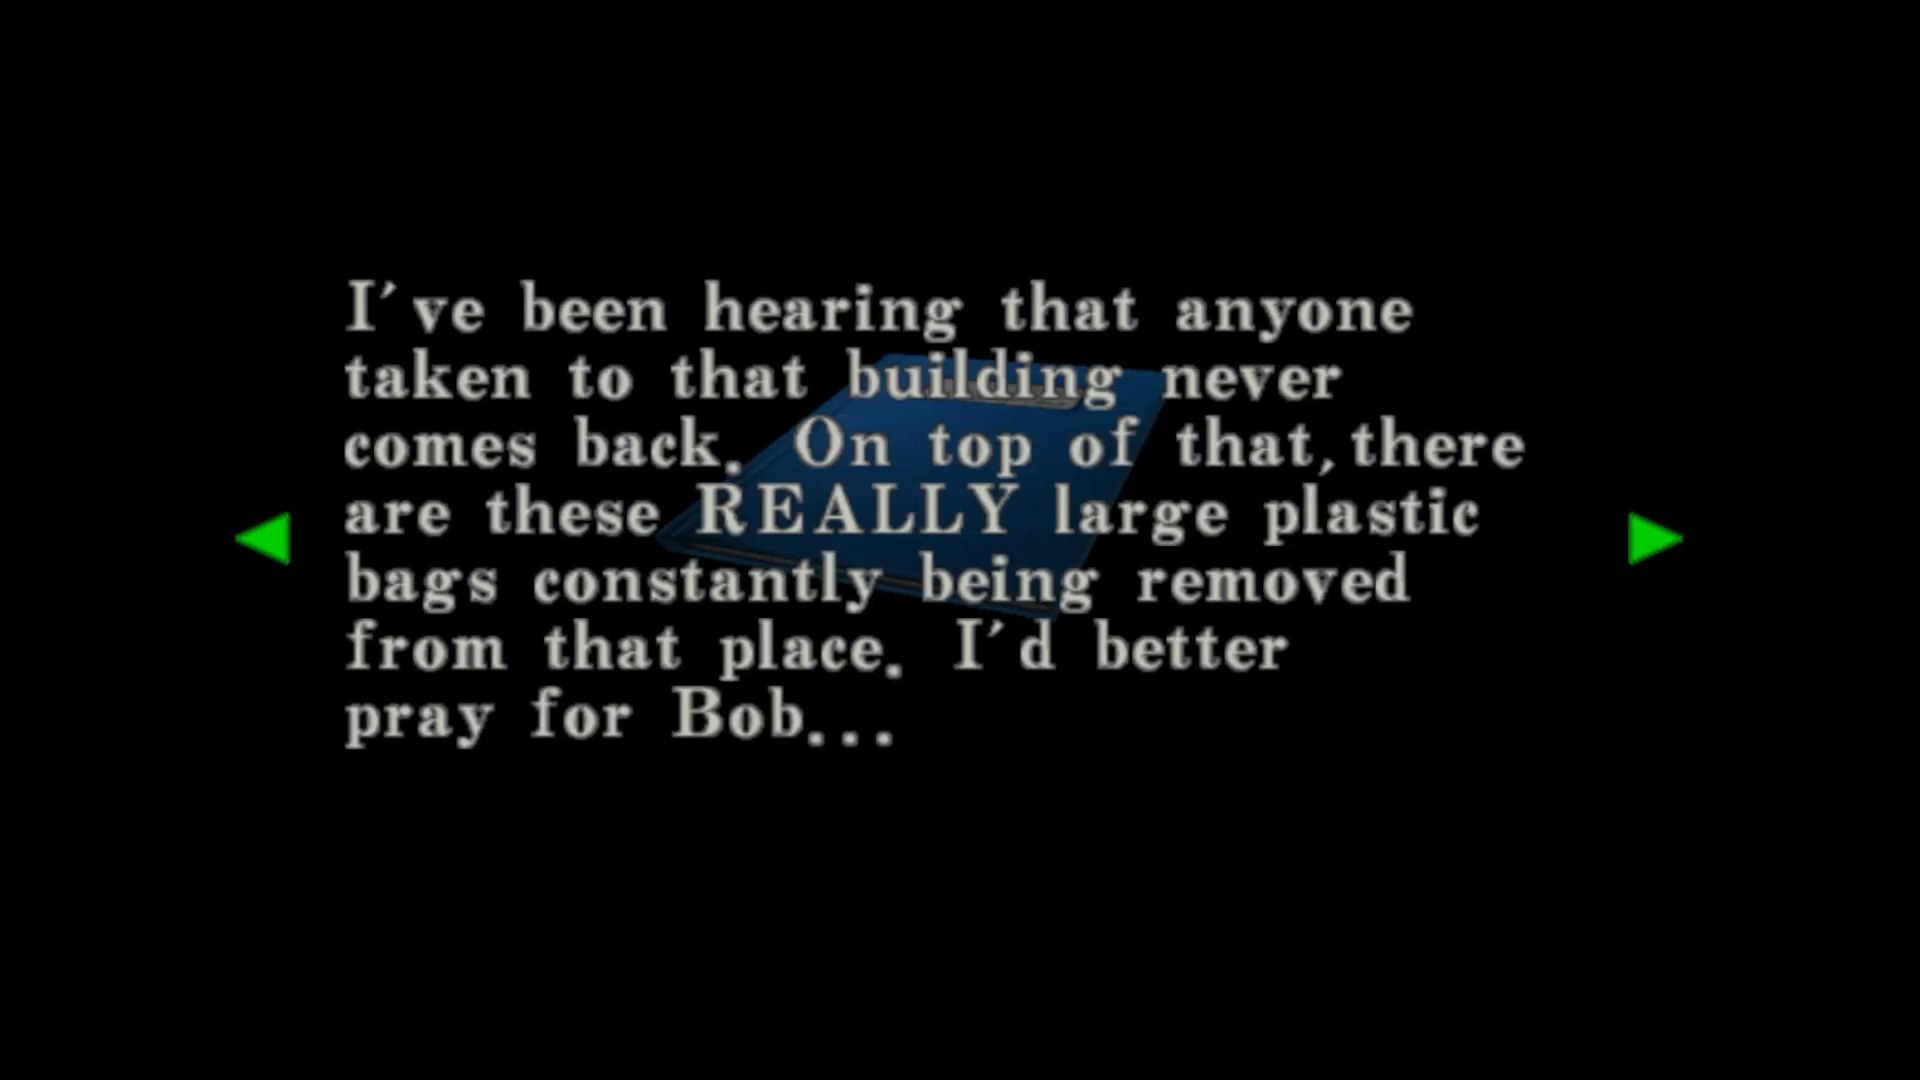 I've been hearing that anyone
taken to that building never
comes back. On top of that,there
are these REALLY large plastic
bags constantly being removed
from that place. I'd better
pray for Bob...